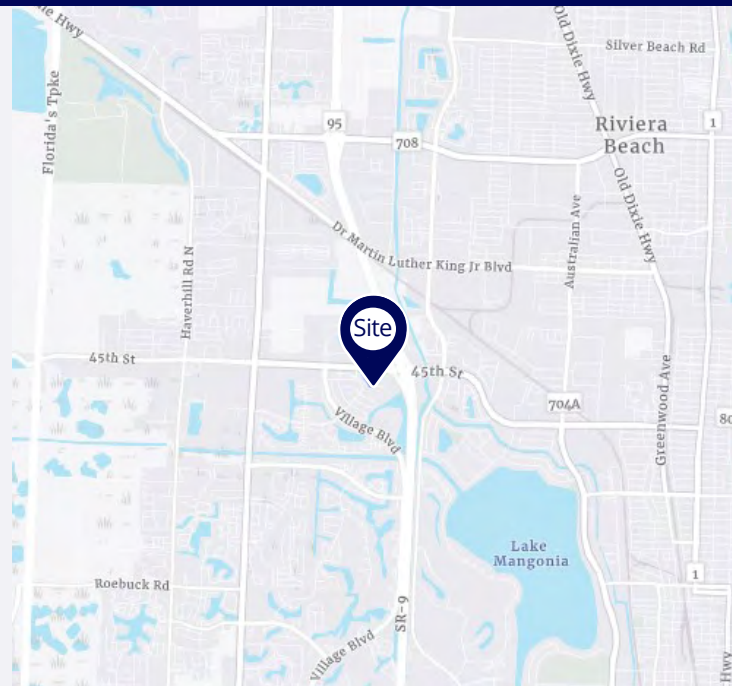 ie Hwy
Old Dixie Hwy
Silver Beach Rd
Florida's Tpke
95
708
1
Riviera
Beach
Old Dixie Hwy
Dr Martin Luther King Jr Blvd
Australian Ave
Haverhill Rd N
Site
45th St
45th St
704A
Greenwood Ave
80
Village Blvd
Lake
Mangonia
1
Roebuck Rd
SR-9
Village Blvd
Hwy